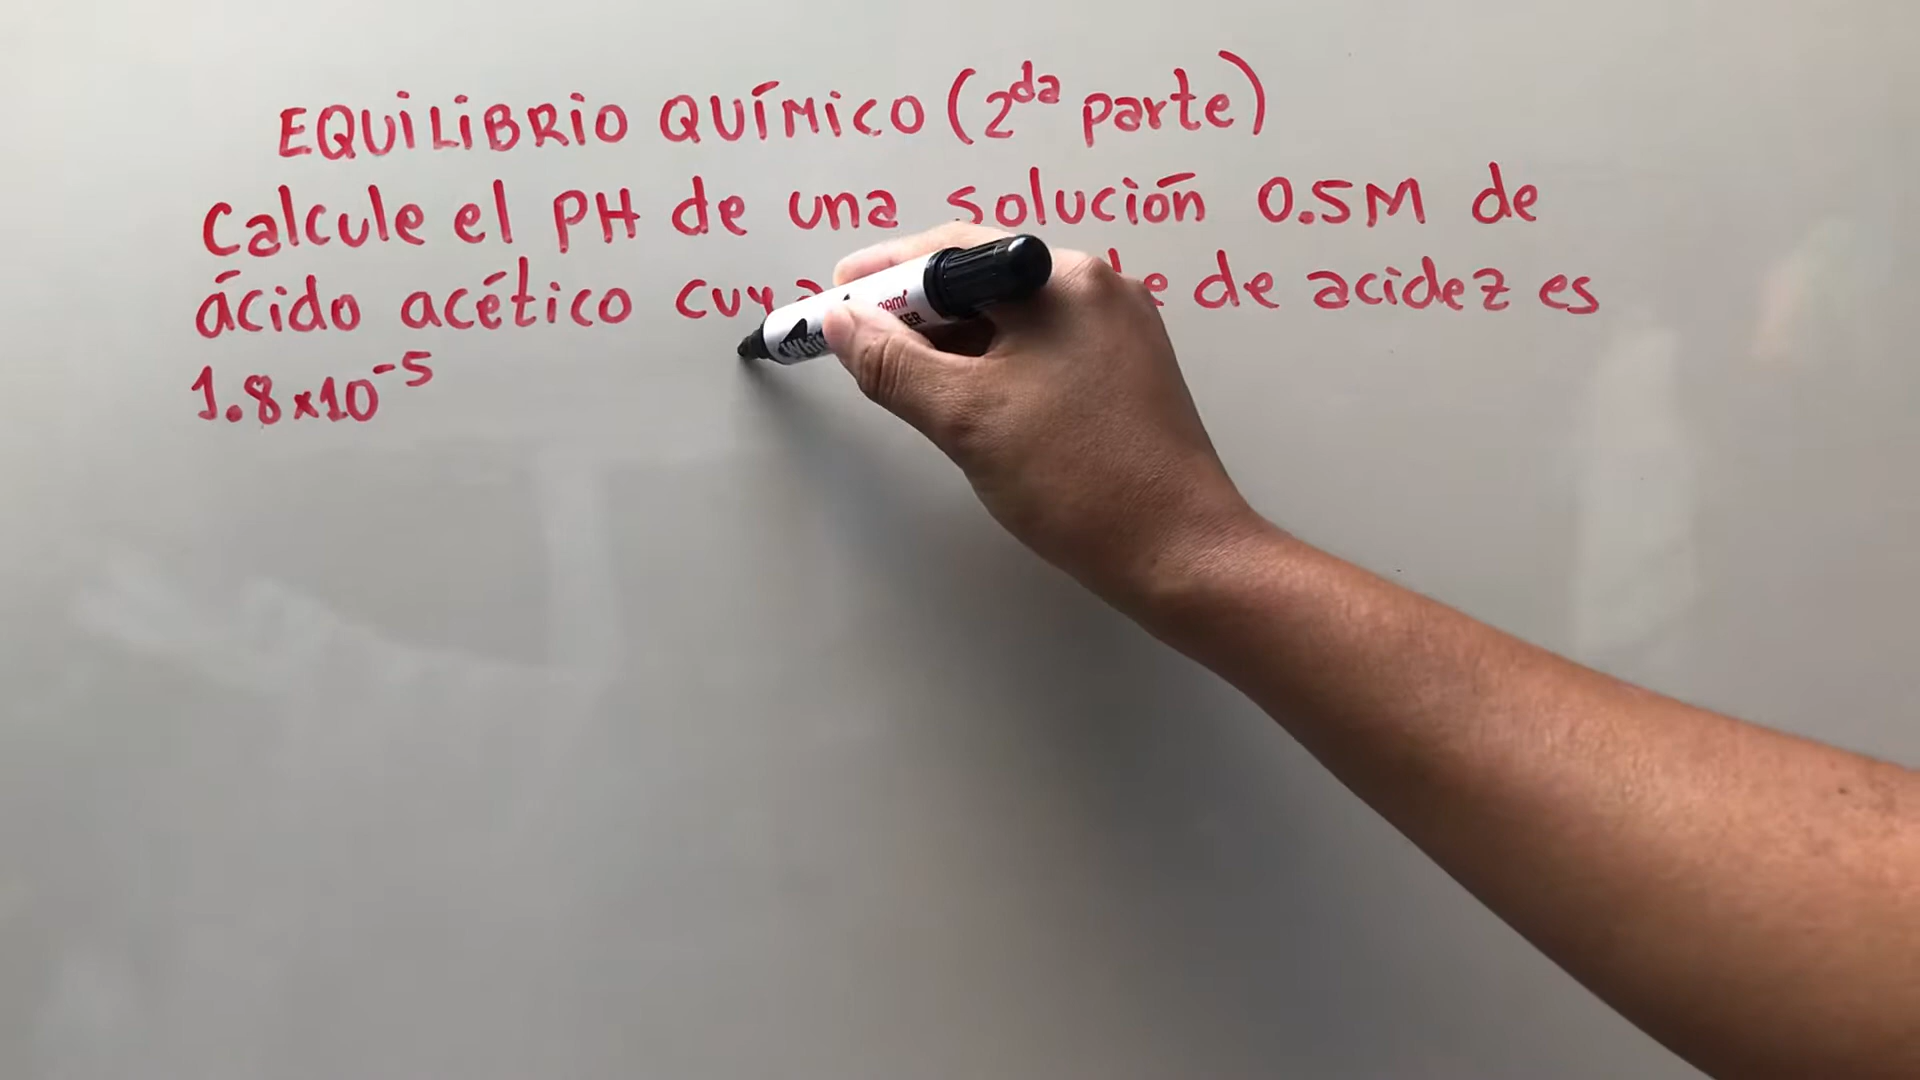 EQUILIBRIO QUÍMICO (2da parte)
Calcule el PH de una solución 0.5M de
ácido acético cuya de acidez es
1.8x10-5